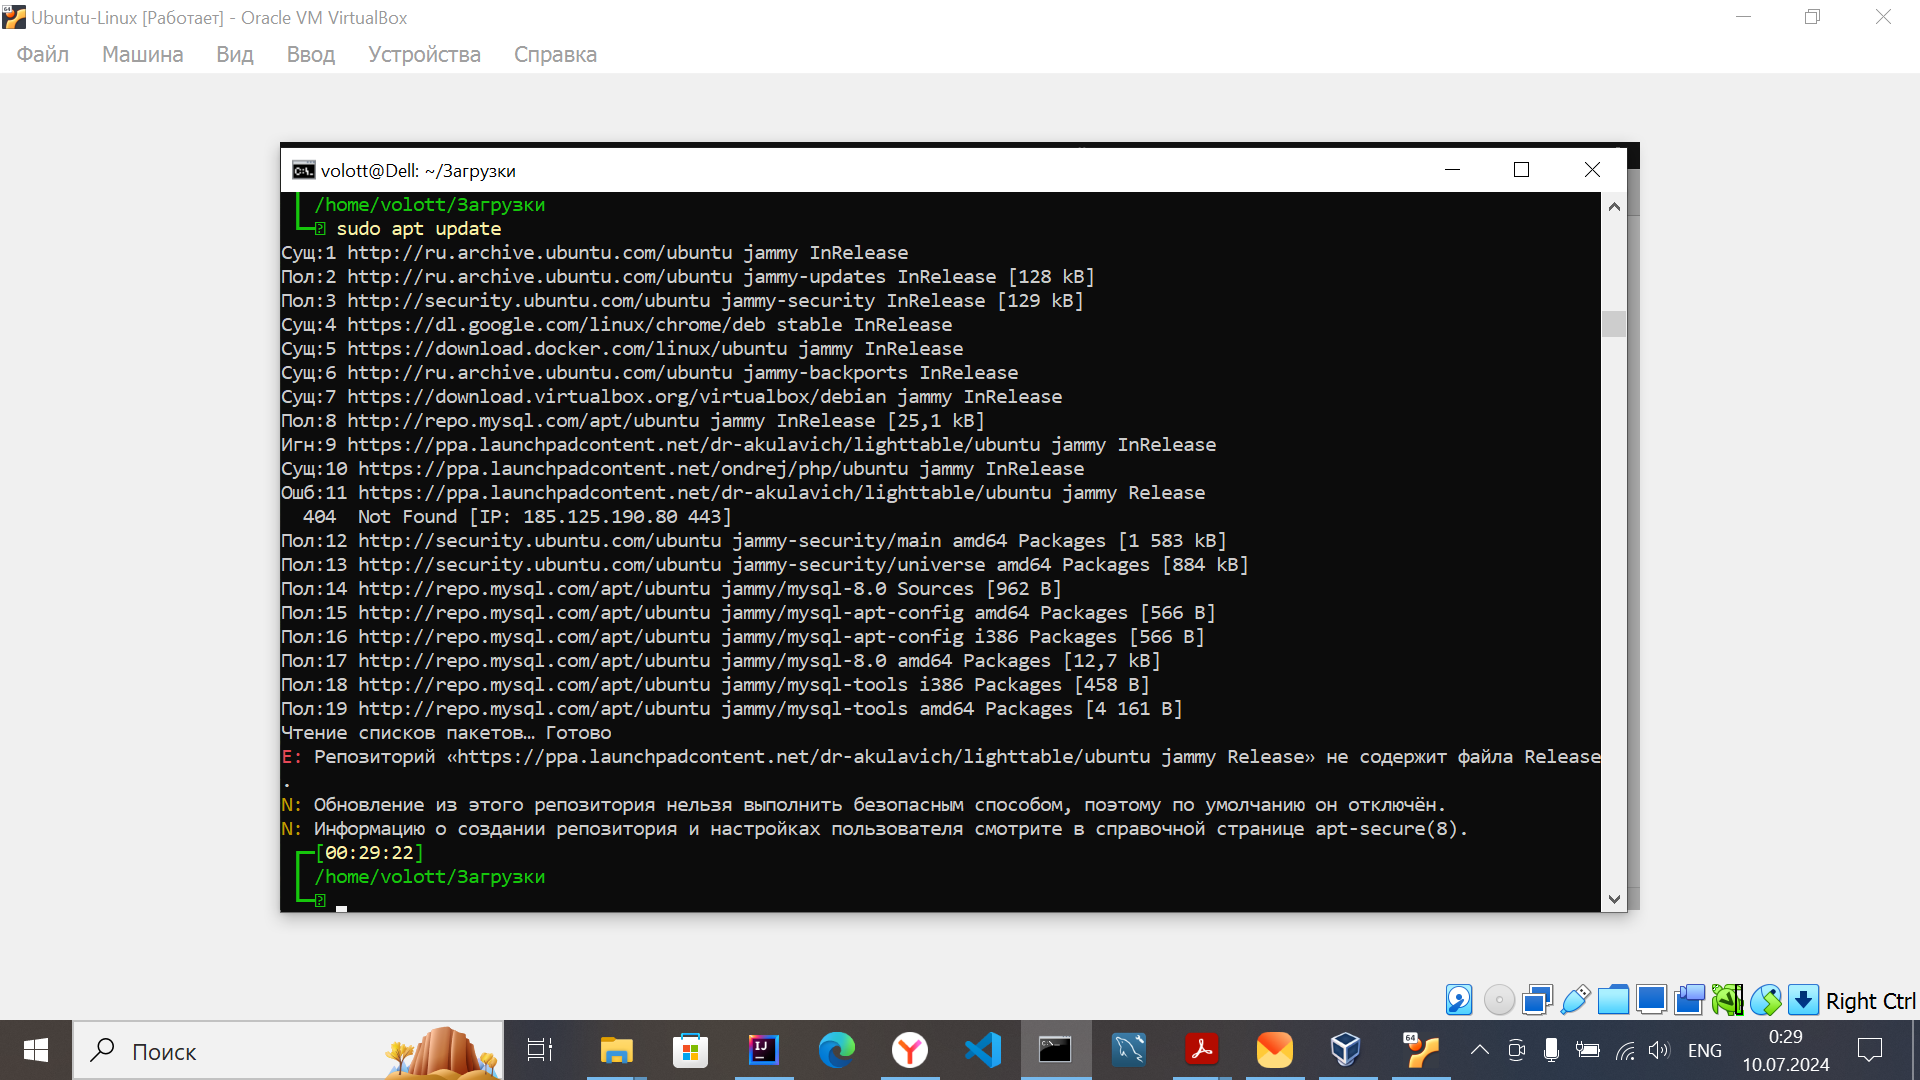 Ubuntu-Linux [Работает] - Oracle VM VirtualBox
Файл Машина Вид Ввод Устройства Справка
volott@Dell: ~/Загрузки
/home/volott/Загрузки
sudo apt update
Сущ:1 http://ru.archive.ubuntu.com/ubuntu jammy InRelease
Пол:2 http://ru.archive.ubuntu.com/ubuntu jammy-updates InRelease [128 kB]
Пол:3 http://security.ubuntu.com/ubuntu jammy-security InRelease [129 kB]
Сущ:4 https://dl.google.com/linux/chrome/deb stable InRelease
Сущ:5 https://download.docker.com/linux/ubuntu jammy InRelease
Сущ:6 http://ru.archive.ubuntu.com/ubuntu jammy-backports InRelease
Сущ:7 https://download.virtualbox.org/virtualbox/debian jammy InRelease
Пол:8 http://repo.mysql.com/apt/ubuntu jammy InRelease [25,1 kB]
Игн:9 https://ppa.launchpadcontent.net/dr-akulavich/lighttable/ubuntu jammy InRelease
Сущ:10 https://ppa.launchpadcontent.net/ondrej/php/ubuntu jammy InRelease
Ошб:11 https://ppa.launchpadcontent.net/dr-akulavich/lighttable/ubuntu jammy Release
404  Not Found [IP: 185.125.190.80 443]
Пол:12 http://security.ubuntu.com/ubuntu jammy-security/main amd64 Packages [1 583 kB]
Пол:13 http://security.ubuntu.com/ubuntu jammy-security/universe amd64 Packages [884 kB]
Пол:14 http://repo.mysql.com/apt/ubuntu jammy/mysql-8.0 Sources [962 B]
Пол:15 http://repo.mysql.com/apt/ubuntu jammy/mysql-apt-config amd64 Packages [566 B]
Пол:16 http://repo.mysql.com/apt/ubuntu jammy/mysql-apt-config i386 Packages [566 B]
Пол:17 http://repo.mysql.com/apt/ubuntu jammy/mysql-8.0 amd64 Packages [12,7 kB]
Пол:18 http://repo.mysql.com/apt/ubuntu jammy/mysql-tools i386 Packages [458 B]
Пол:19 http://repo.mysql.com/apt/ubuntu jammy/mysql-tools amd64 Packages [4 161 B]
Чтение списков пакетов… Готово
E: Репозиторий «https://ppa.launchpadcontent.net/dr-akulavich/lighttable/ubuntu jammy Release» не содержит файла Release
.
N: Обновление из этого репозитория нельзя выполнить безопасным способом, поэтому по умолчанию он отключён.
N: Информацию о создании репозитория и настройках пользователя смотрите в справочной странице apt-secure(8).
[00:29:22]
/home/volott/Загрузки
Right Ctrl
Поиск
ENG
0:29
10.07.2024